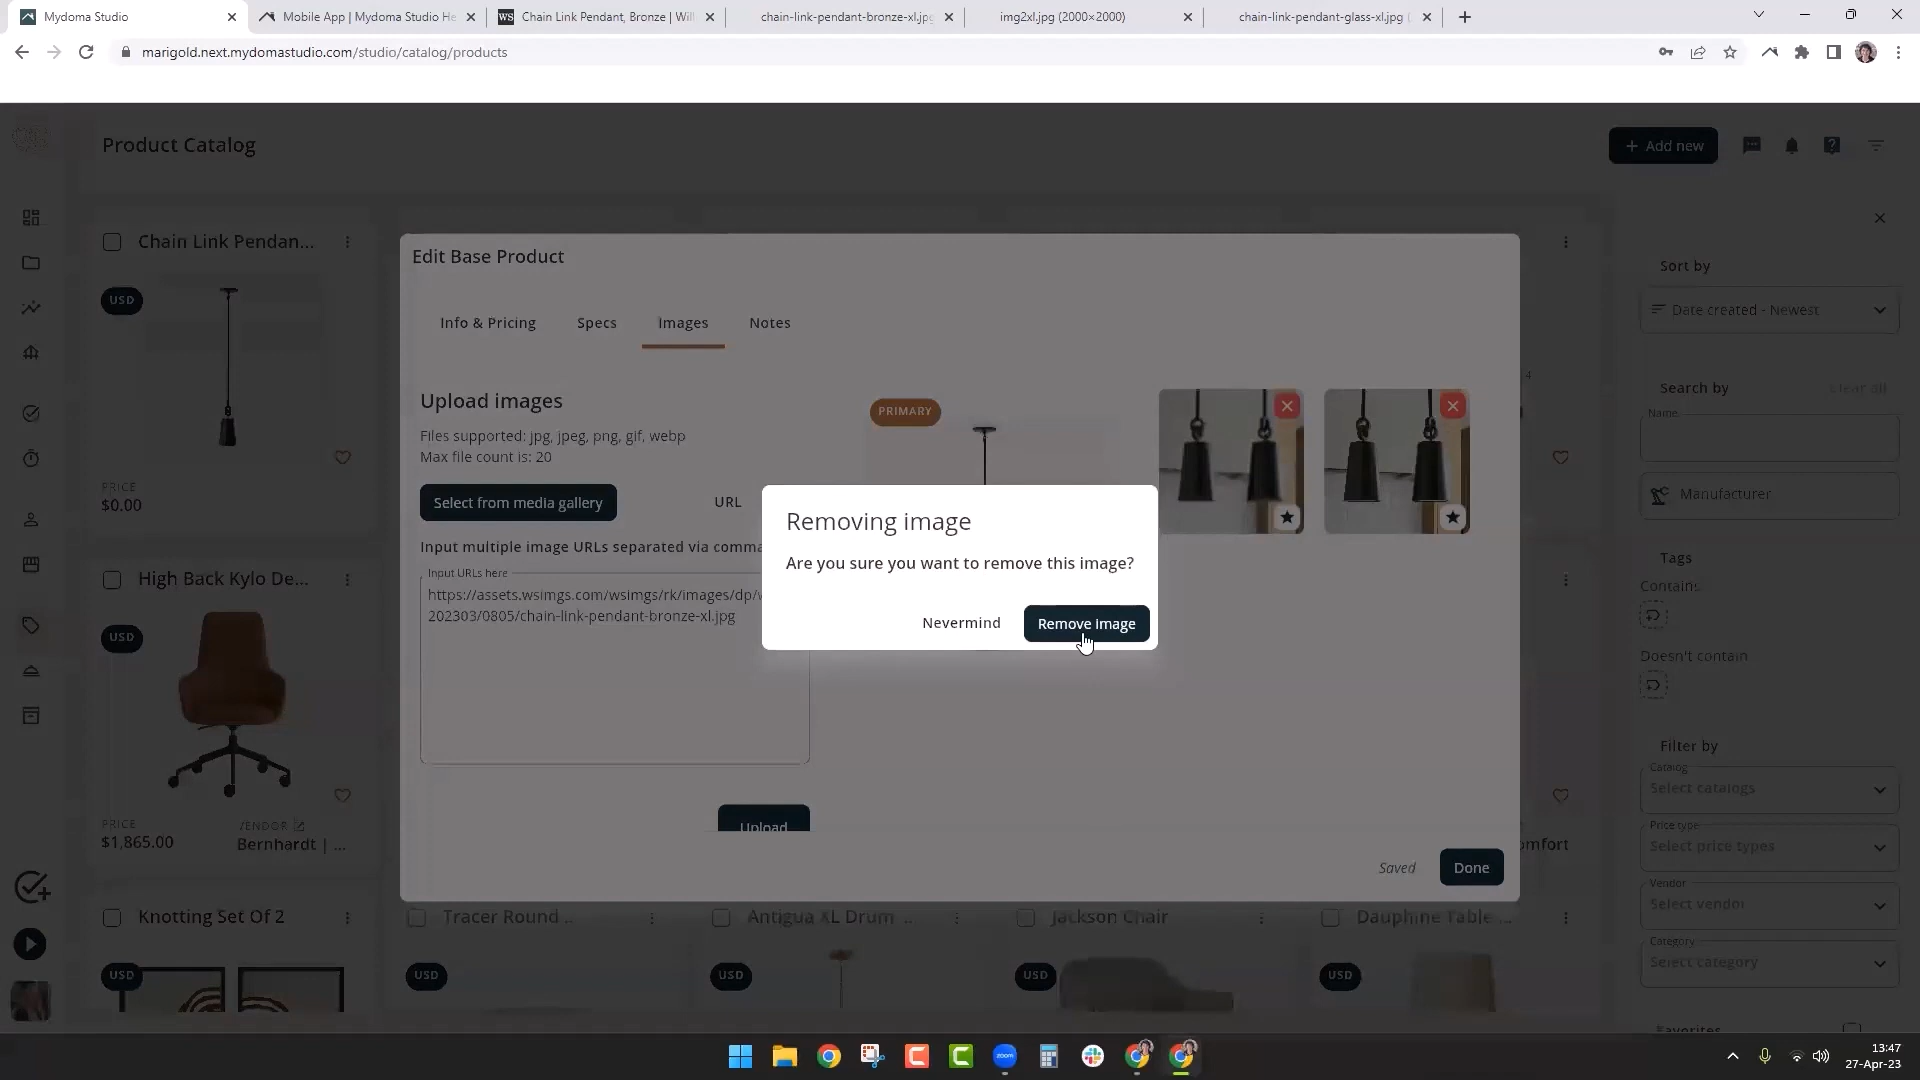 Mydoma Studio
Mobile App | Mydoma Studio He
Chain Link Pendant, Bronze | Will
chain-link-pendant-bronze-xl.jpg
img2xl.jpg (2000×2000)
chain-link-pendant-glass-xl.jpg (
marigold.next.mydomastudio.com/studio/catalog/products
Product Catalog
+ Add new
Chain Link Pendan...
USD
PRICE
$0.00
High Back Kylo De...
USD
PRICE
$1,865.00
VENDOR
Bernhardt | ...
Knotting Set Of 2
USD
Edit Base Product
Info & Pricing
Specs
Images
Notes
Upload images
Files supported: jpg, jpeg, png, gif, webp
Max file count is: 20
Select from media gallery
URL
Input multiple image URLs separated via comma
Input URLs here
https://assets.wsimgs.com/wsimgs/rk/images/dp/w
202303/0805/chain-link-pendant-bronze-xl.jpg
Upload
PRIMARY
Removing image
Are you sure you want to remove this image?
Nevermind
Remove image
Saved
Done
Tracer Round ..
USD
Antigua XL Drum ..
USD
Jackson Chair
USD
Dauphine Table ...
USD
omfort
Sort by
Date created - Newest
Search by
clear all
Name
Manufacturer
Tags
Contains
Doesn't contain
Filter by
Catalog
Select catalogs
Price type
Select price types
Vendor
Select vendor
Category
Select category
Favorites
zoom
13:47
27-Apr-23